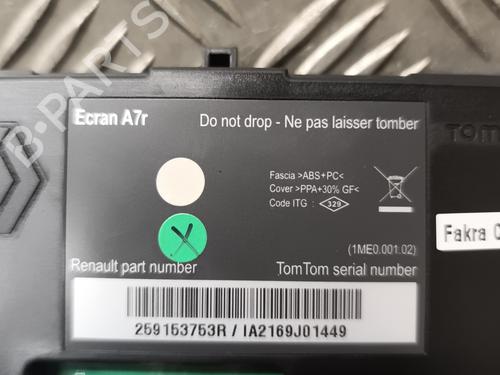 B-PARTS
Ecran A7r
Do not drop - Ne pas laisser tomber
Fascia >ABS+PC<
Cover >PPA+30% GF<
Code ITG : 329
(1ME0.001.02)
Renault part number
TomTom serial number
259153753R / IA2169J01449
TOM
Fakra C